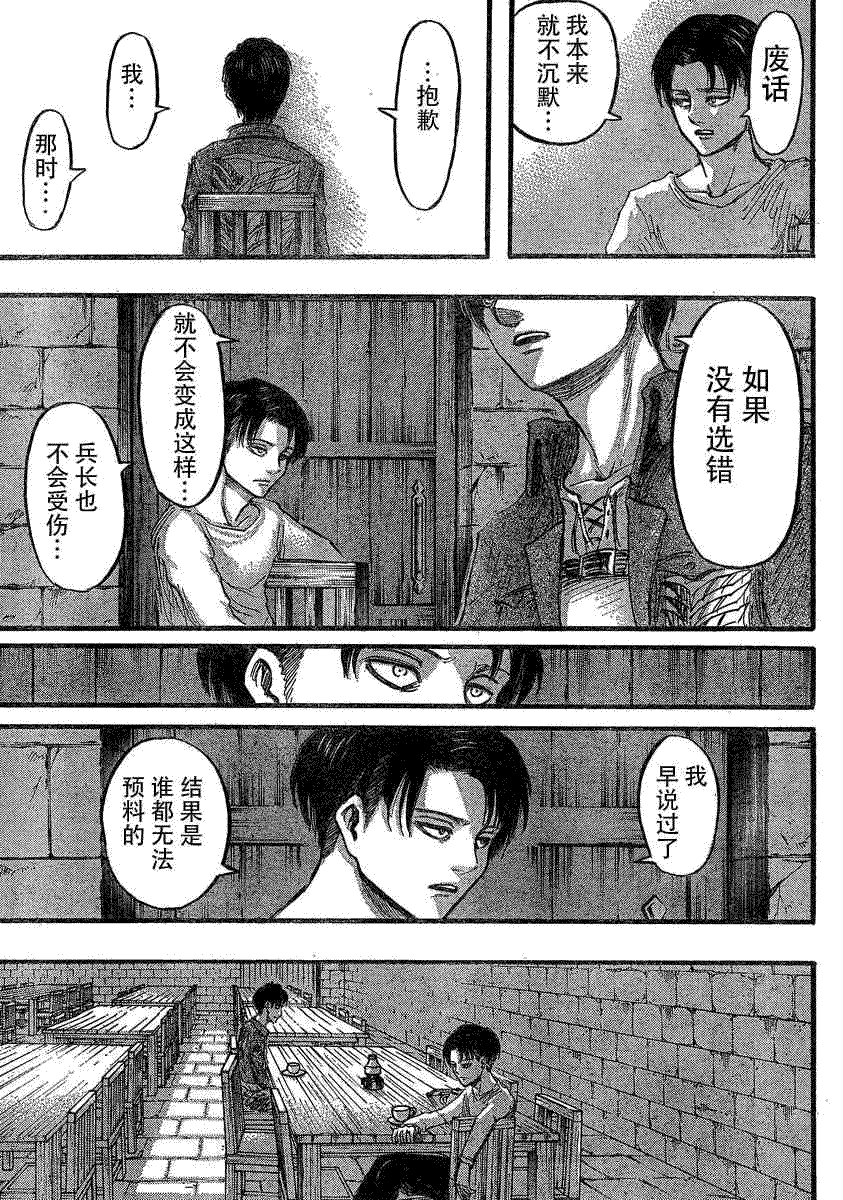 废话
我本来
就不沉默…
…抱歉
我…
那时…
如果
没有选错
就不会变成这样…
兵长也
不会受伤…
我
早说过了
结果是
谁都无法
预料的